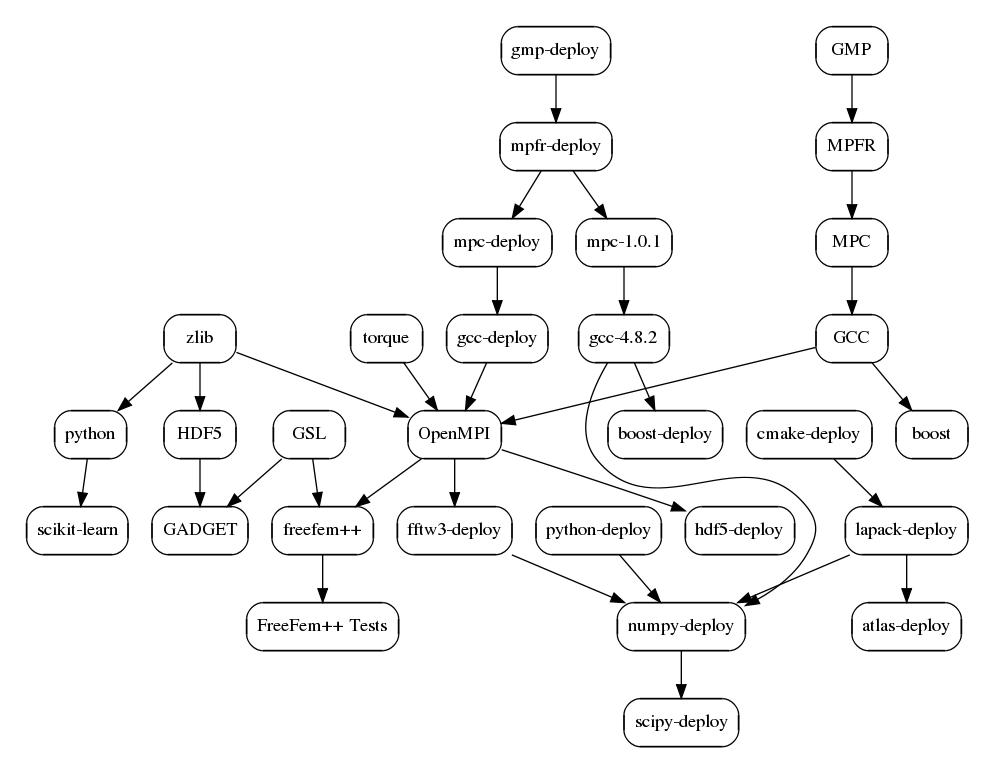 gmp-deploy
GMP
mpfr-deploy
MPFR
mpc-deploy
mpc-1.0.1
MPC
zlib
torque
gcc-deploy
gcc-4.8.2
GCC
python
HDF5
GSL
OpenMPI
boost-deploy
cmake-deploy
boost
scikit-learn
GADGET
freefem++
fftw3-deploy
python-deploy
hdf5-deploy
lapack-deploy
FreeFem++ Tests
numpy-deploy
atlas-deploy
scipy-deploy